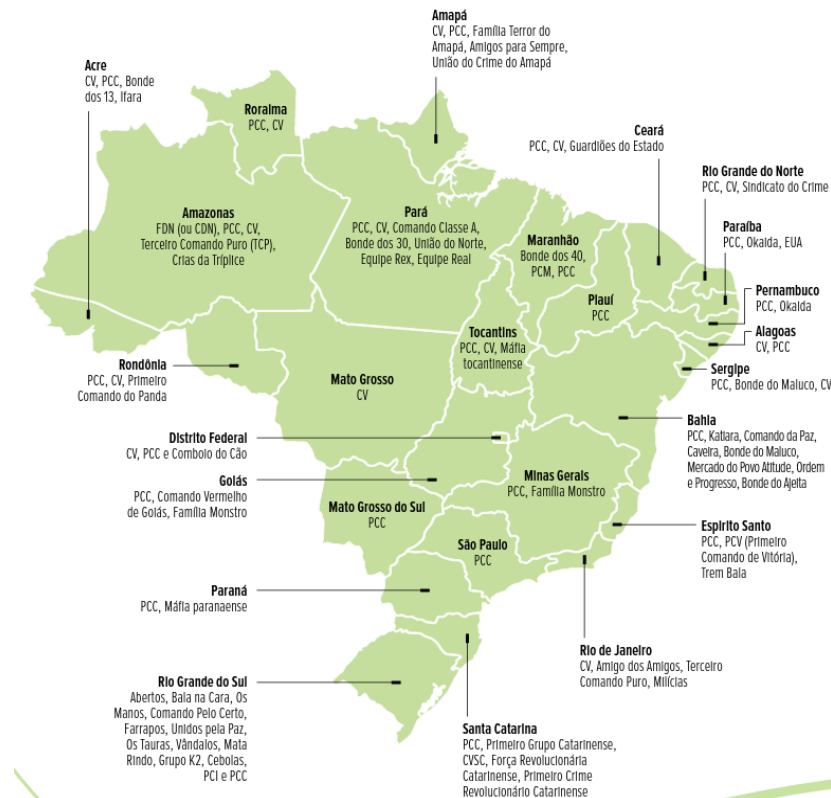 Amapá
CV, PCC, Família Terror do
Amapá, Amigos para Sempre,
União do Crime do Amapá
Acre
CV, PCC, Bonde
dos 13, Ifara
Roraima
PCC, CV
Ceará
PCC, CV, Guardiões do Estado
Rio Grande do Norte
PCC, CV, Sindicato do Crime
Amazonas
FDN (ou CDN), PCC, CV,
Terceiro Comando Puro (TCP),
Crias da Tríplice
Pará
PCC, CV, Comando Classe A,
Bonde dos 30, União do Norte,
Equipe Rex, Equipe Real
Maranhão
Bonde dos 40,
PCM, PCC
Paraíba
PCC, Okaida, EUA
Piauí
PCC
Pernambuco
PCC, Okaida
Alagoas
CV, PCC
Tocantins
PCC, CV, Máfia
tocantinense
Rondônia
PCC, CV, Primeiro
Comando do Panda
Mato Grosso
CV
Sergipe
PCC, Bonde do Maluco, CV
Bahia
PCC, Katiara, Comando da Paz,
Caveira, Bonde do Maluco,
Mercado do Povo Atitude, Ordem
e Progresso, Bonde do Ajeita
Distrito Federal
CV, PCC e Comboio do Cão
Goiás
PCC, Comando Vermelho
de Goiás, Família Monstro
Minas Gerais
PCC, Família Monstro
Mato Grosso do Sul
PCC
Espirito Santo
PCC, PCV (Primeiro
Comando de Vitória),
Trem Bala
São Paulo
PCC
Paraná
PCC, Máfia paranaense
Rio de Janeiro
CV, Amigo dos Amigos, Terceiro
Comando Puro, Milícias
Rio Grande do Sul
Abertos, Bala na Cara, Os
Manos, Comando Pelo Certo,
Farrapos, Unidos pela Paz,
Os Tauras, Vândalos, Mata
Rindo, Grupo K2, Cebolas,
PCI e PCC
Santa Catarina
PCC, Primeiro Grupo Catarinense,
CVSC, Força Revolucionária
Catarinense, Primeiro Crime
Revolucionário Catarinense